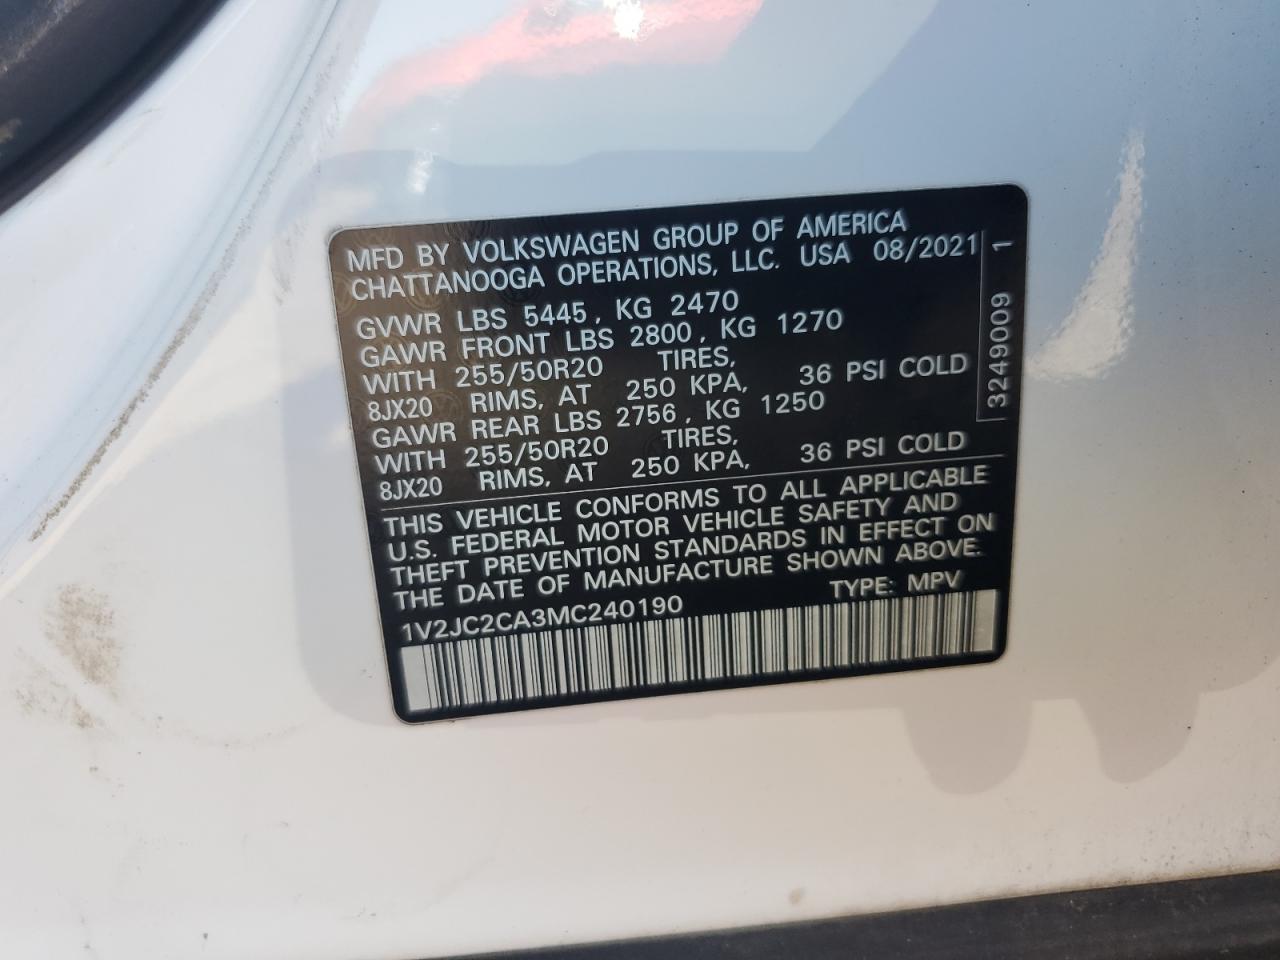 MFD BY VOLKSWAGEN GROUP OF AMERICA
CHATTANOOGA OPERATIONS, LLC. USA 08/2021
GVWR LBS 5445, KG 2470
GAWR FRONT LBS 2800, KG 1270
WITH 255/50R20 TIRES,
8JX20 RIMS, AT 250 KPA, 36 PSI COLD
GAWR REAR LBS 2756, KG 1250
WITH 255/50R20 TIRES,
8JX20 RIMS, AT 250 KPA, 36 PSI COLD
THIS VEHICLE CONFORMS TO ALL APPLICABLE
U.S. FEDERAL MOTOR VEHICLE SAFETY AND
THEFT PREVENTION STANDARDS IN EFFECT ON
THE DATE OF MANUFACTURE SHOWN ABOVE.
1V2JC2CA3MC240190 TYPE: MPV
3249009 1